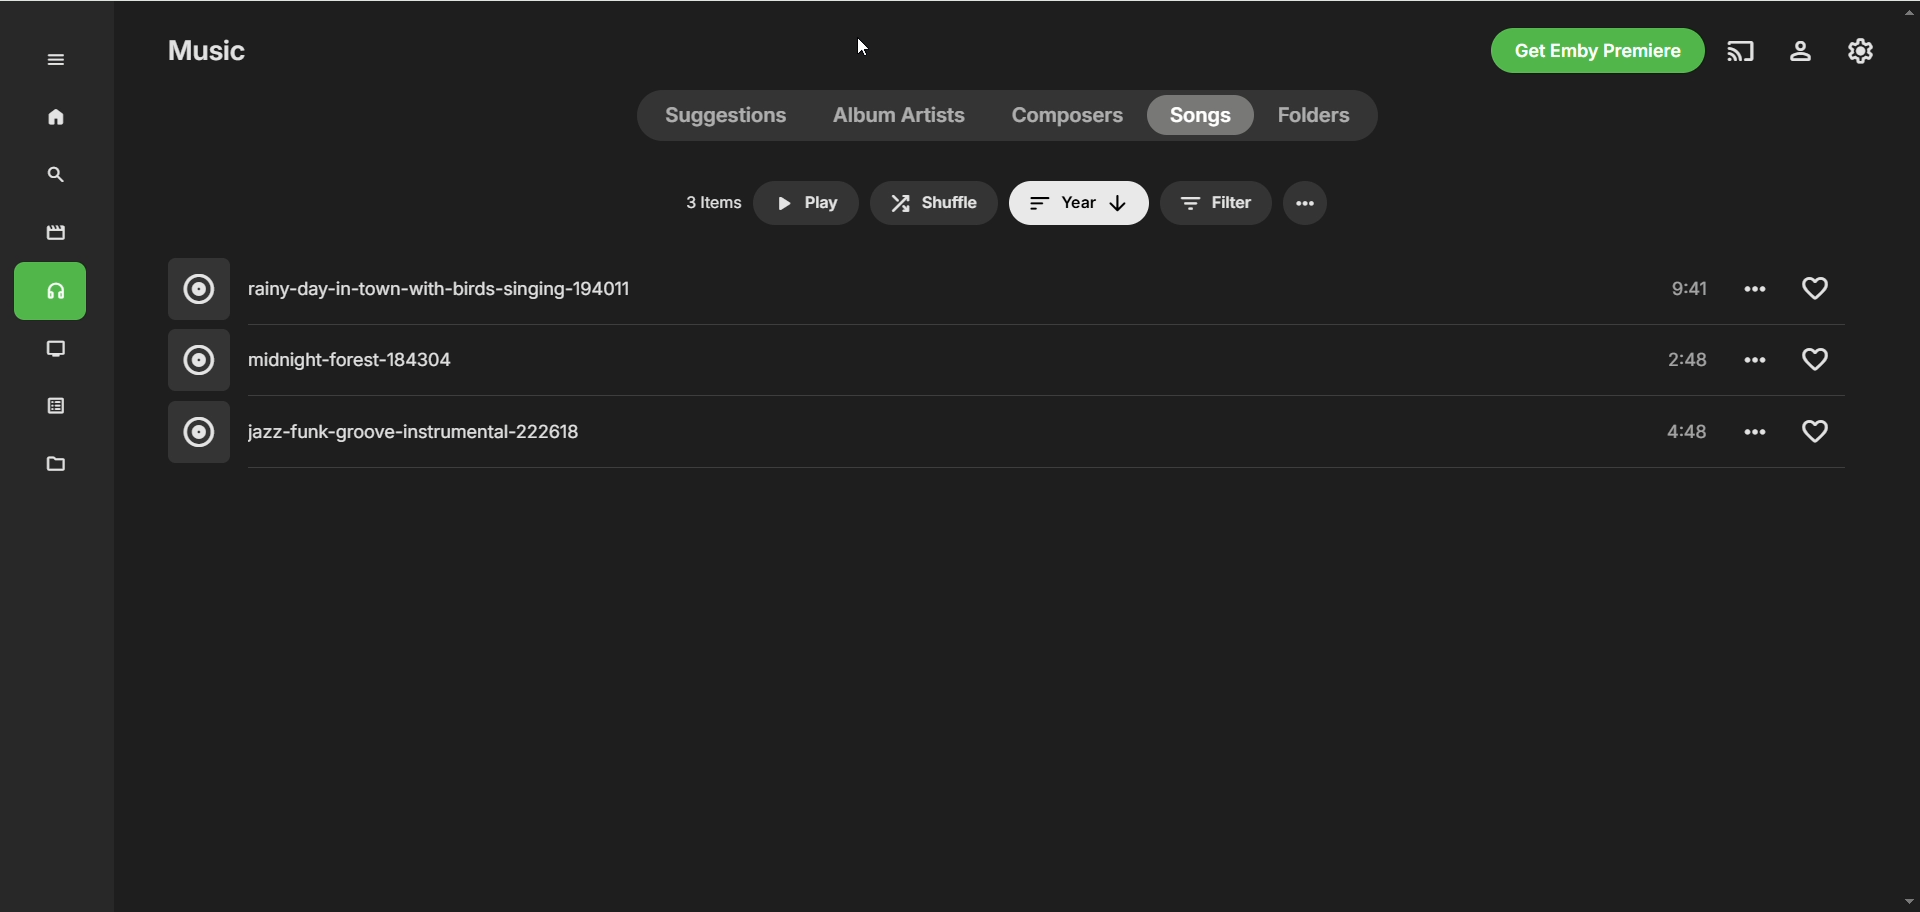 Music
Get Emby Premiere
Suggestions Album Artists Composers Songs Folders
3 Items Play Shuffle Year Filter
rainy-day-in-town-with-birds-singing-194011 9:41
midnight-forest-184304 2:48
jazz-funk-groove-instrumental-222618 4:48